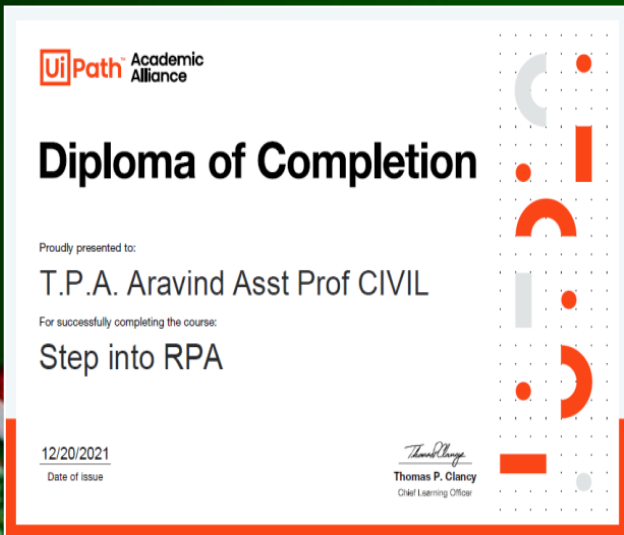 UiPath™ Academic
Alliance
Diploma of Completion
Proudly presented to:
T.P.A. Aravind Asst Prof CIVIL
For successfully completing the course:
Step into RPA
12/20/2021
Date of issue
Thomas P. Clancy
Chief Learning Officer